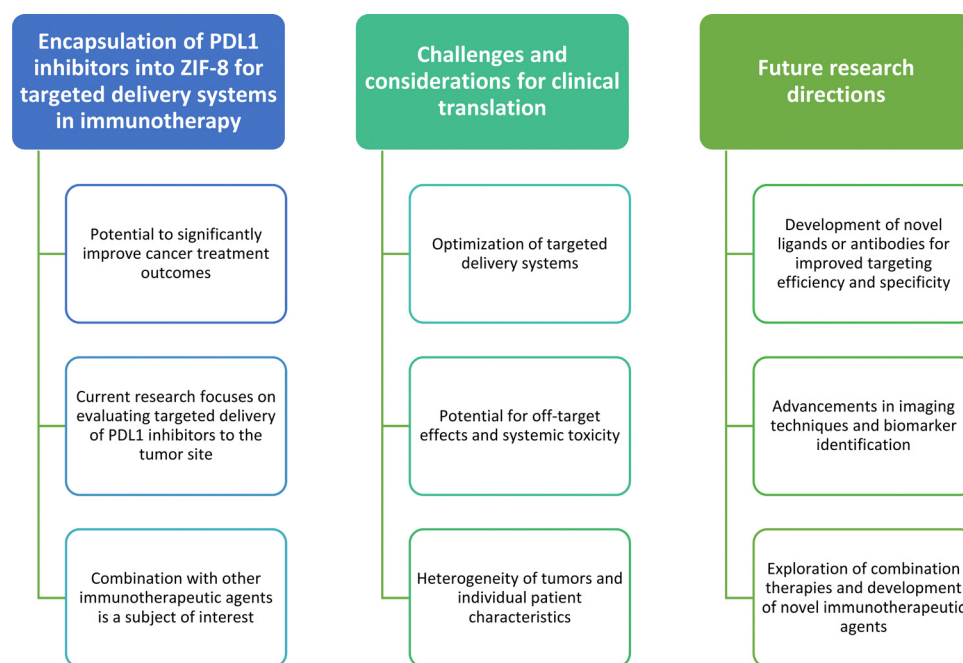 Encapsulation of PDL1
inhibitors into ZIF-8 for
targeted delivery systems
in immunotherapy
Potential to significantly
improve cancer treatment
outcomes
Current research focuses on
evaluating targeted delivery
of PDL1 inhibitors to the
tumor site
Combination with other
immunotherapeutic agents
is a subject of interest
Challenges and
considerations for clinical
translation
Optimization of targeted
delivery systems
Potential for off-target
effects and systemic toxicity
Heterogeneity of tumors and
individual patient
characteristics
Future research
directions
Development of novel
ligands or antibodies for
improved targeting
efficiency and specificity
Advancements in imaging
techniques and biomarker
identification
Exploration of combination
therapies and development
of novel immunotherapeutic
agents